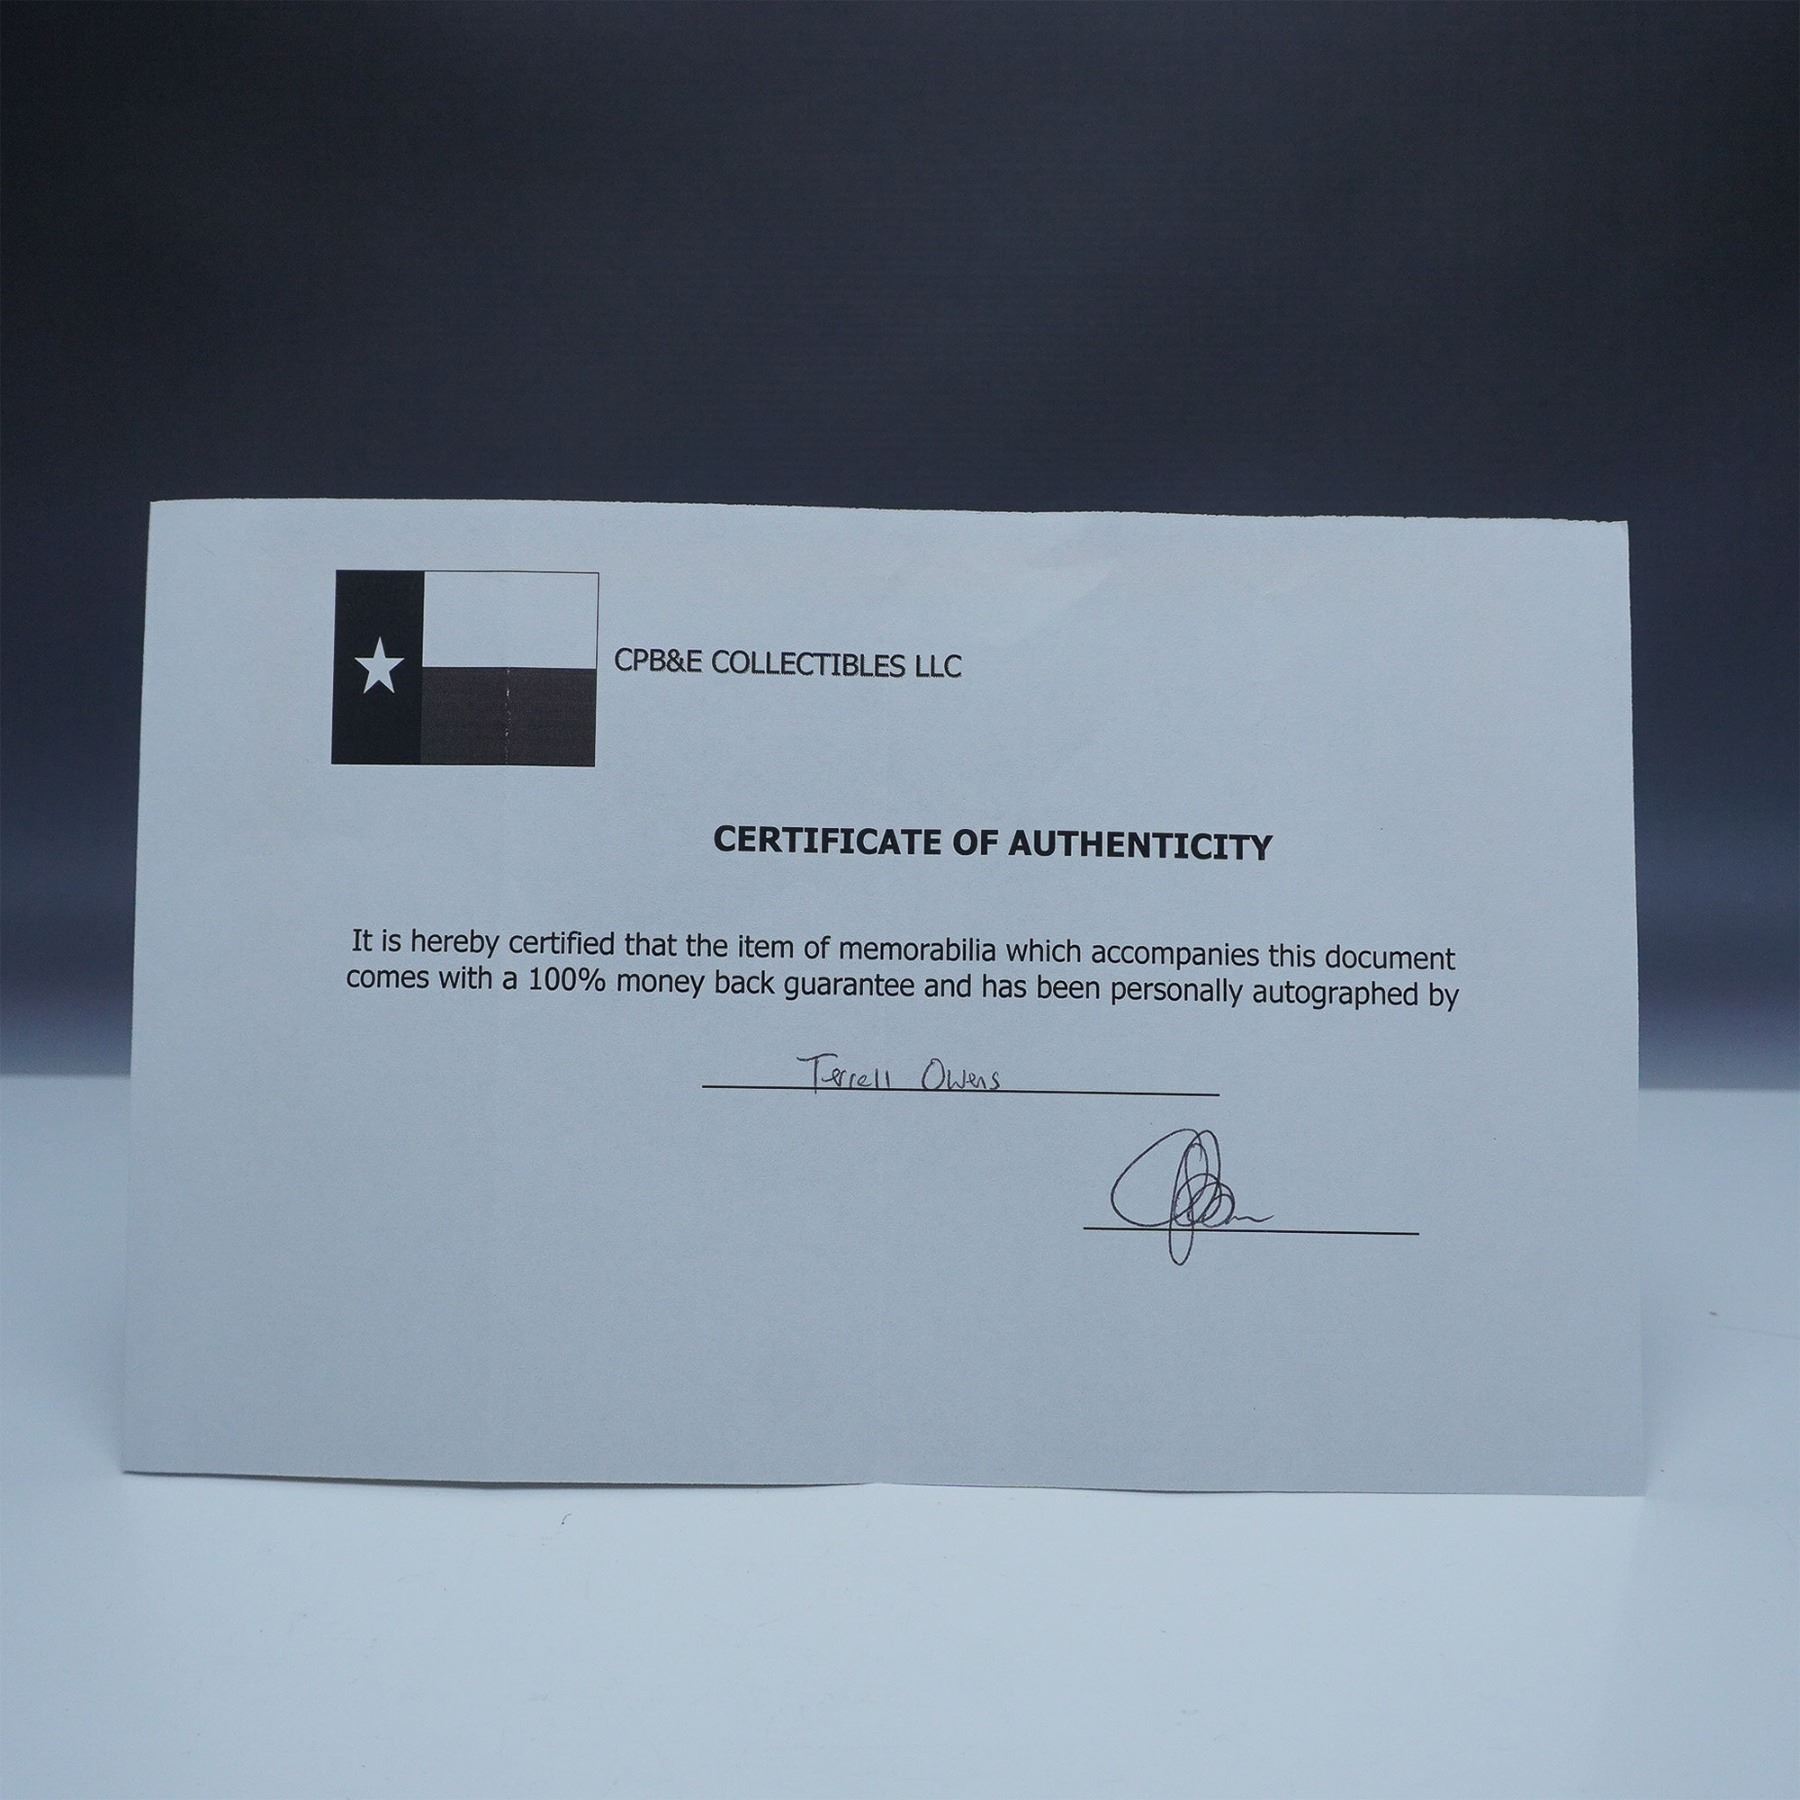 CPB&E COLLECTIBLES LLC
CERTIFICATE OF AUTHENTICITY
It is hereby certified that the item of memorabilia which accompanies this document
comes with a 100% money back guarantee and has been personally autographed by
Terrell Owens